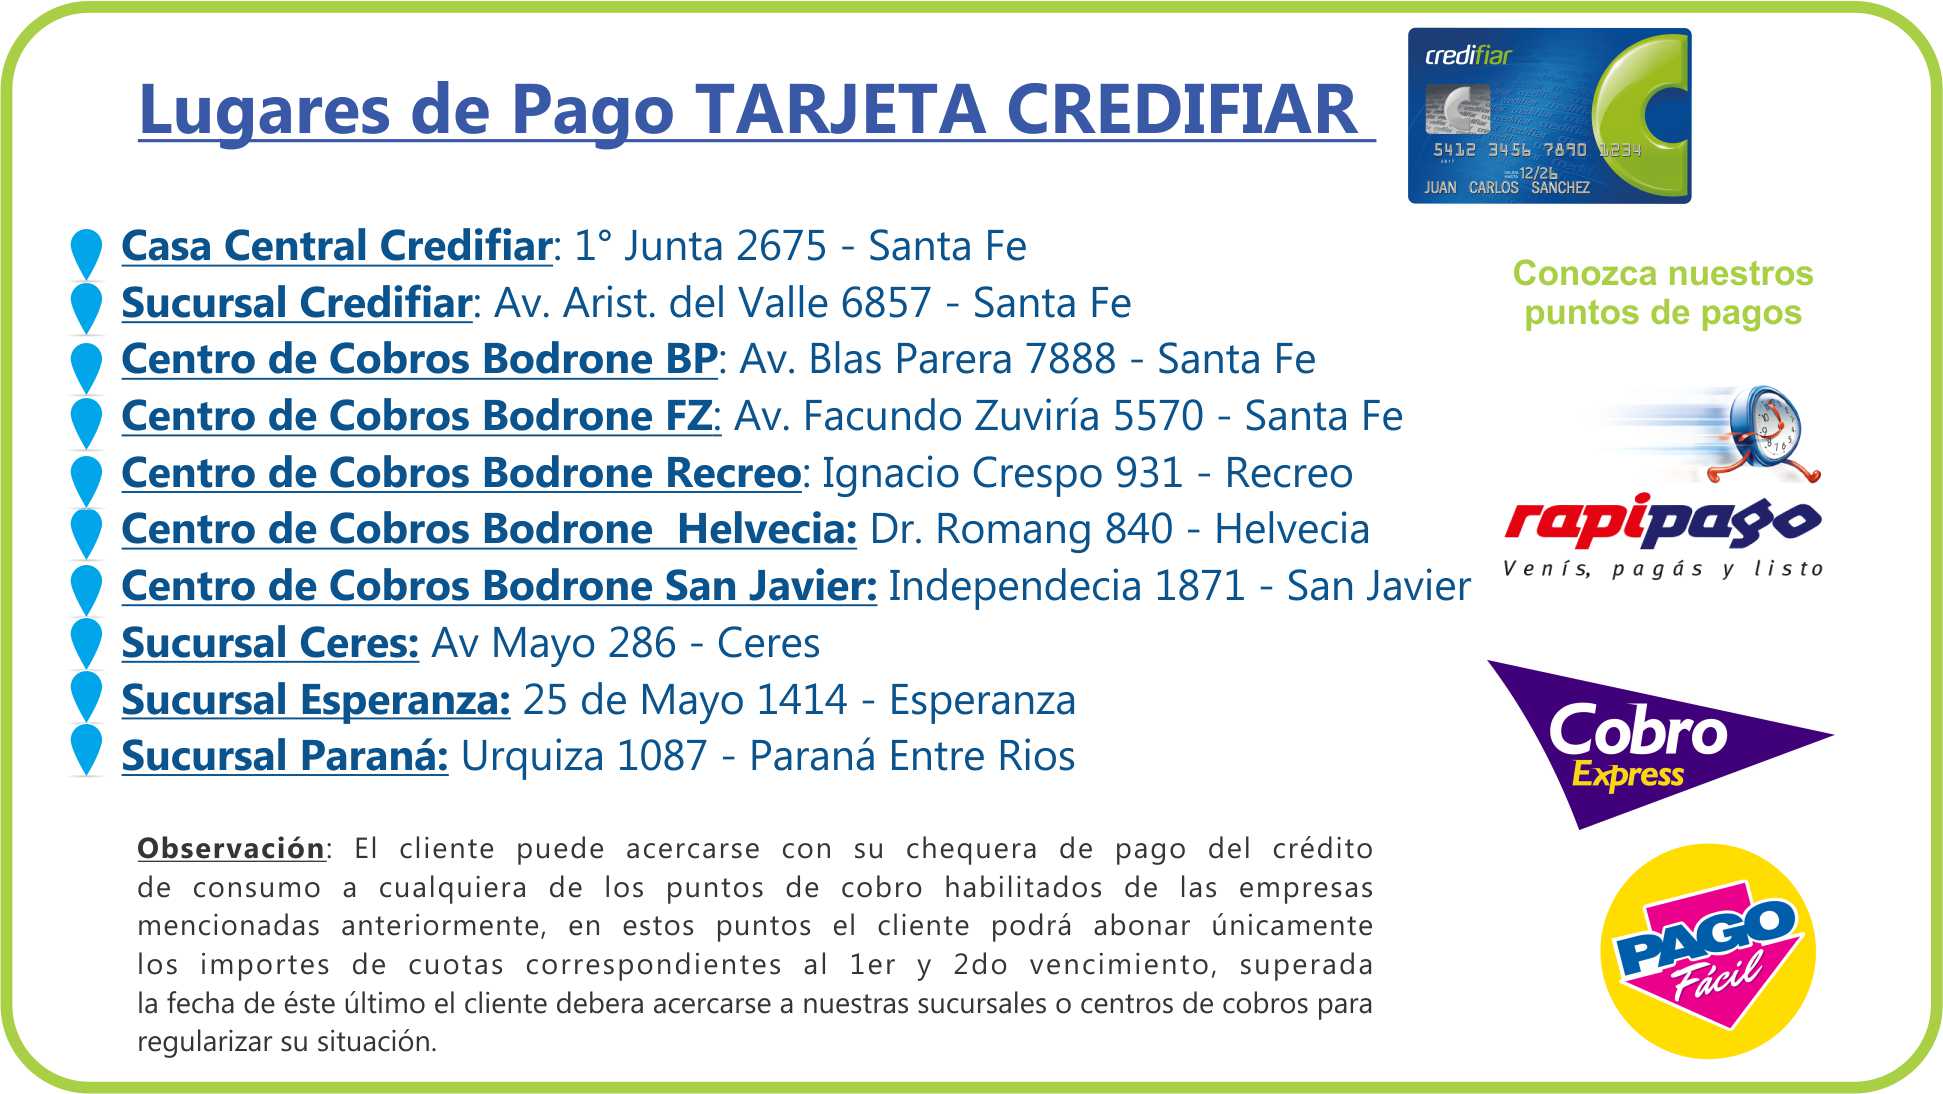 Lugares de Pago TARJETA CREDIFIAR
credifiar
5412 3456 7890 1234
12/26
JUAN CARLOS SANCHEZ
Casa Central Credifiar: 1° Junta 2675 - Santa Fe
Sucursal Credifiar: Av. Arist. del Valle 6857 - Santa Fe
Centro de Cobros Bodrone BP: Av. Blas Parera 7888 - Santa Fe
Centro de Cobros Bodrone FZ: Av. Facundo Zuviría 5570 - Santa Fe
Centro de Cobros Bodrone Recreo: Ignacio Crespo 931 - Recreo
Centro de Cobros Bodrone  Helvecia: Dr. Romang 840 - Helvecia
Centro de Cobros Bodrone San Javier: Independecia 1871 - San Javier
Sucursal Ceres: Av Mayo 286 - Ceres
Sucursal Esperanza: 25 de Mayo 1414 - Esperanza
Sucursal Paraná: Urquiza 1087 - Paraná Entre Rios
Conozca nuestros
puntos de pagos
rapipago
Venís, pagás y listo
Cobro
Express
PAGO
Fácil
Observación: El cliente puede acercarse con su chequera de pago del crédito
de consumo a cualquiera de los puntos de cobro habilitados de las empresas
mencionadas anteriormente, en estos puntos el cliente podrá abonar únicamente
los importes de cuotas correspondientes al 1er y 2do vencimiento, superada
la fecha de éste último el cliente debera acercarse a nuestras sucursales o centros de cobros para
regularizar su situación.